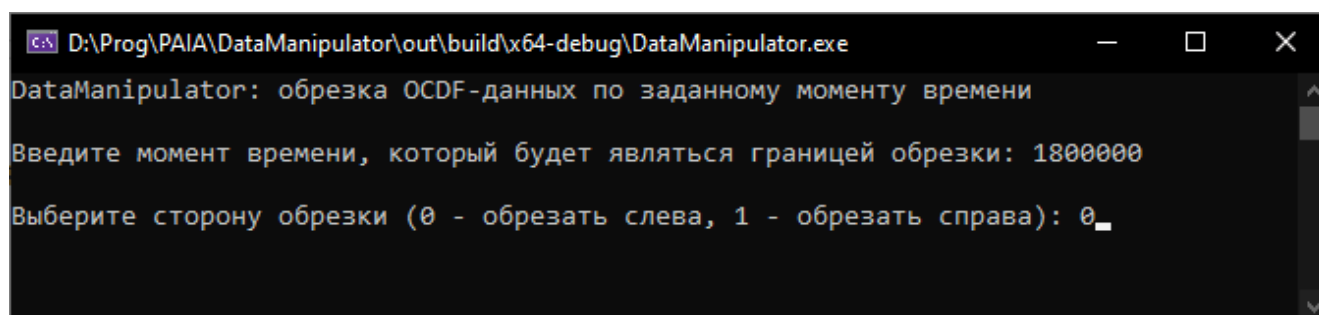 D:\Prog\PAIA\DataManipulator\out\build\x64-debug\DataManipulator.exe
DataManipulator: обрезка OCDF-данных по заданному моменту времени
Введите момент времени, который будет являться границей обрезки: 1800000
Выберите сторону обрезки (0 - обрезать слева, 1 - обрезать справа): 0